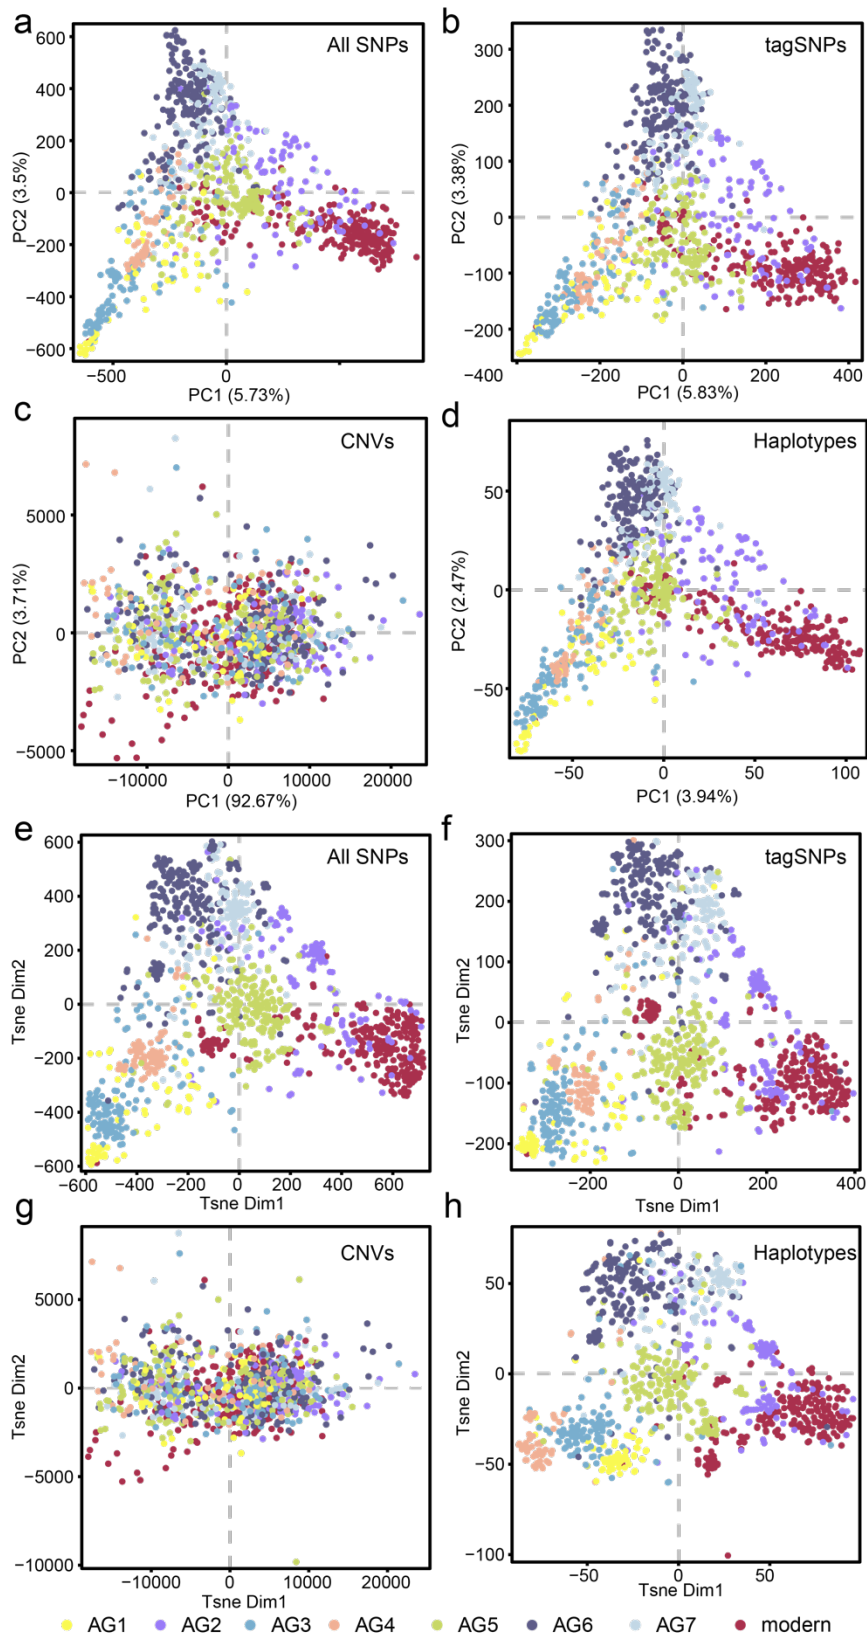 a
All SNPs
600
400
200
0
−200
−400
−600
PC2 (3.5%)
−500
0
PC1 (5.73%)
b
tagSNPs
300
200
100
0
−100
−200
−400
PC2 (3.38%)
−200
0
200
400
PC1 (5.83%)
c
CNVs
5000
0
−5000
PC2 (3.71%)
−10000
0
10000
20000
PC1 (92.67%)
d
Haplotypes
50
0
−50
PC2 (2.47%)
−50
0
50
100
PC1 (3.94%)
e
All SNPs
600
400
200
0
−200
−400
−600
Tsne Dim2
−600
−400
−200
0
200
400
600
Tsne Dim1
f
tagSNPs
300
200
100
0
−100
−200
Tsne Dim2
−200
0
200
400
Tsne Dim1
g
CNVs
5000
0
−5000
−10000
Tsne Dim2
−10000
0
10000
20000
Tsne Dim1
h
Haplotypes
50
0
−50
−100
Tsne Dim2
−50
0
50
Tsne Dim1
AG1 AG2 AG3 AG4 AG5 AG6 AG7 modern